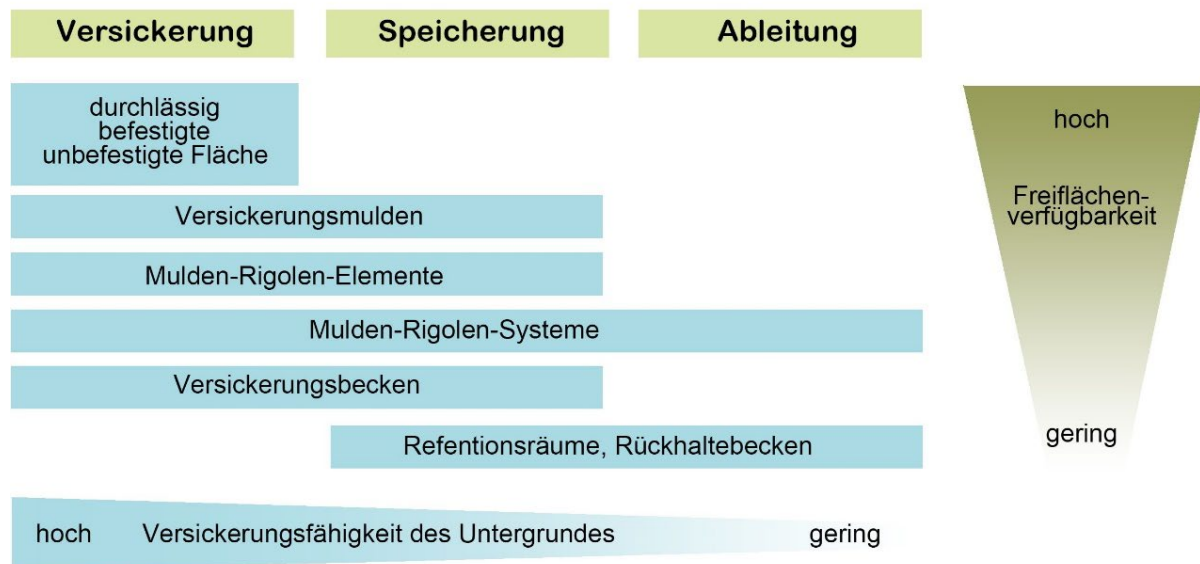 Versickerung Speicherung Ableitung
durchlässig
befestigte
unbefestigte Fläche
hoch
Freiflächen-
verfügbarkeit
Versickerungsmulden
Mulden-Rigolen-Elemente
Mulden-Rigolen-Systeme
Versickerungsbecken
gering
Refentionsräume, Rückhaltebecken
hoch Versickerungsfähigkeit des Untergrundes gering